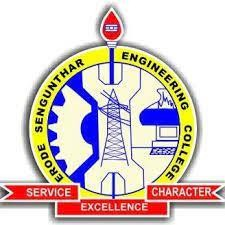 ERODE SENGUNTHAR ENGINEERING COLLEGE
SERVICE
EXCELLENCE
CHARACTER